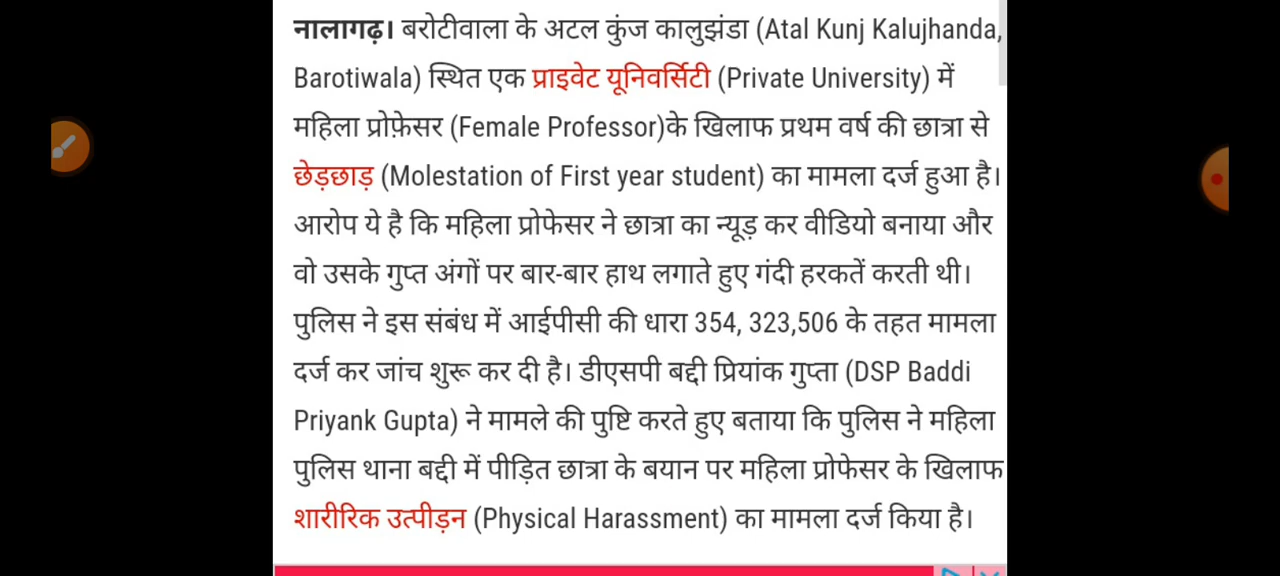 नालागढ़। बरोटीवाला के अटल कुंज कालुझंडा (Atal Kunj Kalujhanda,
Barotiwala) स्थित एक प्राइवेट यूनिवर्सिटी (Private University) में
महिला प्रोफ़ेसर (Female Professor)के खिलाफ प्रथम वर्ष की छात्रा से
छेड़छाड़ (Molestation of First year student) का मामला दर्ज हुआ है।
आरोप ये है कि महिला प्रोफेसर ने छात्रा का न्यूड़ कर वीडियो बनाया और
वो उसके गुप्त अंगों पर बार-बार हाथ लगाते हुए गंदी हरकतें करती थी।
पुलिस ने इस संबंध में आईपीसी की धारा 354, 323,506 के तहत मामला
दर्ज कर जांच शुरू कर दी है। डीएसपी बद्दी प्रियांक गुप्ता (DSP Baddi
Priyank Gupta) ने मामले की पुष्टि करते हुए बताया कि पुलिस ने महिला
पुलिस थाना बद्दी में पीड़ित छात्रा के बयान पर महिला प्रोफेसर के खिलाफ
शारीरिक उत्पीड़न (Physical Harassment) का मामला दर्ज किया है।